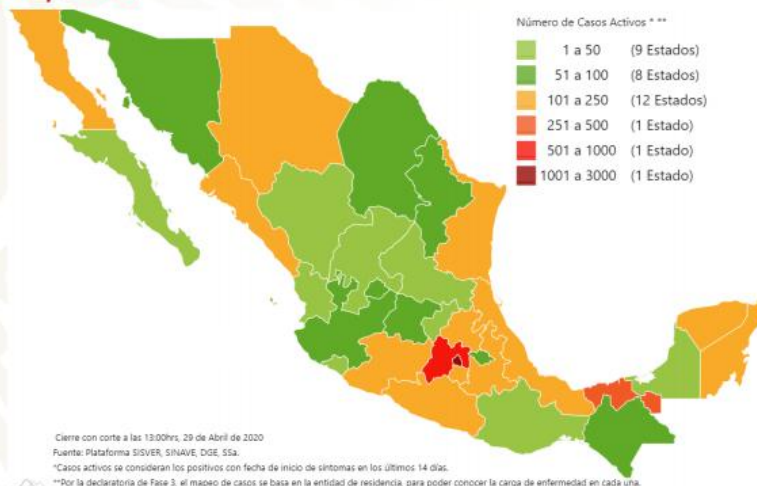 Número de Casos Activos * **
1 a 50 (9 Estados)
51 a 100 (8 Estados)
101 a 250 (12 Estados)
251 a 500 (1 Estado)
501 a 1000 (1 Estado)
1001 a 3000 (1 Estado)
Cierre con corte a las 13:00hrs, 29 de Abril de 2020
Fuente: Plataforma SISVER, SINAVE, DGE, SSa.
*Casos activos se consideran los positivos con fecha de inicio de síntomas en los últimos 14 días.
**Por la declaratoria de Fase 3, el mapeo de casos se basa en la entidad de residencia, para poder conocer la carga de enfermedad en cada una.